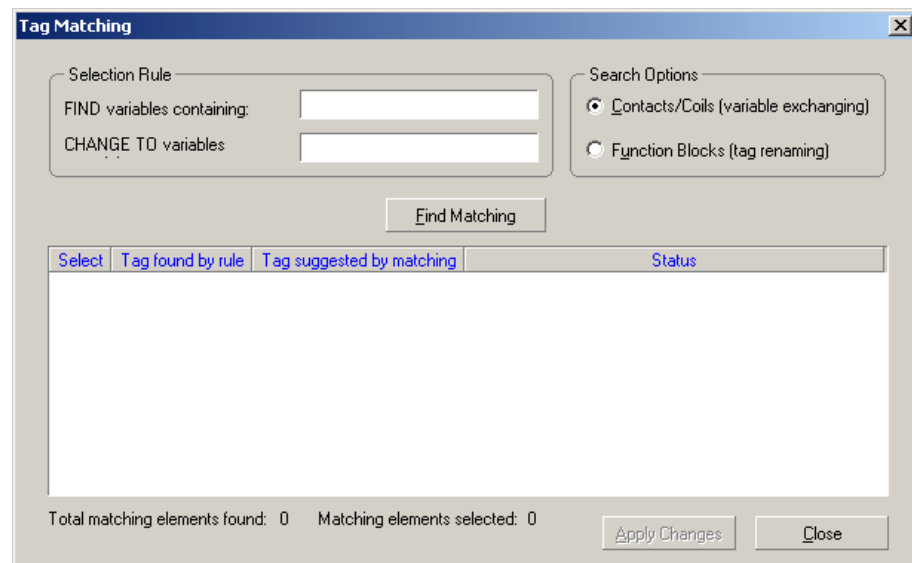 Tag Matching
Selection Rule
FIND variables containing:
CHANGE TO variables
Search Options
Contacts/Coils (variable exchanging)
Function Blocks (tag renaming)
Find Matching
Select Tag found by rule Tag suggested by matching Status
Total matching elements found: 0 Matching elements selected: 0
Apply Changes Close